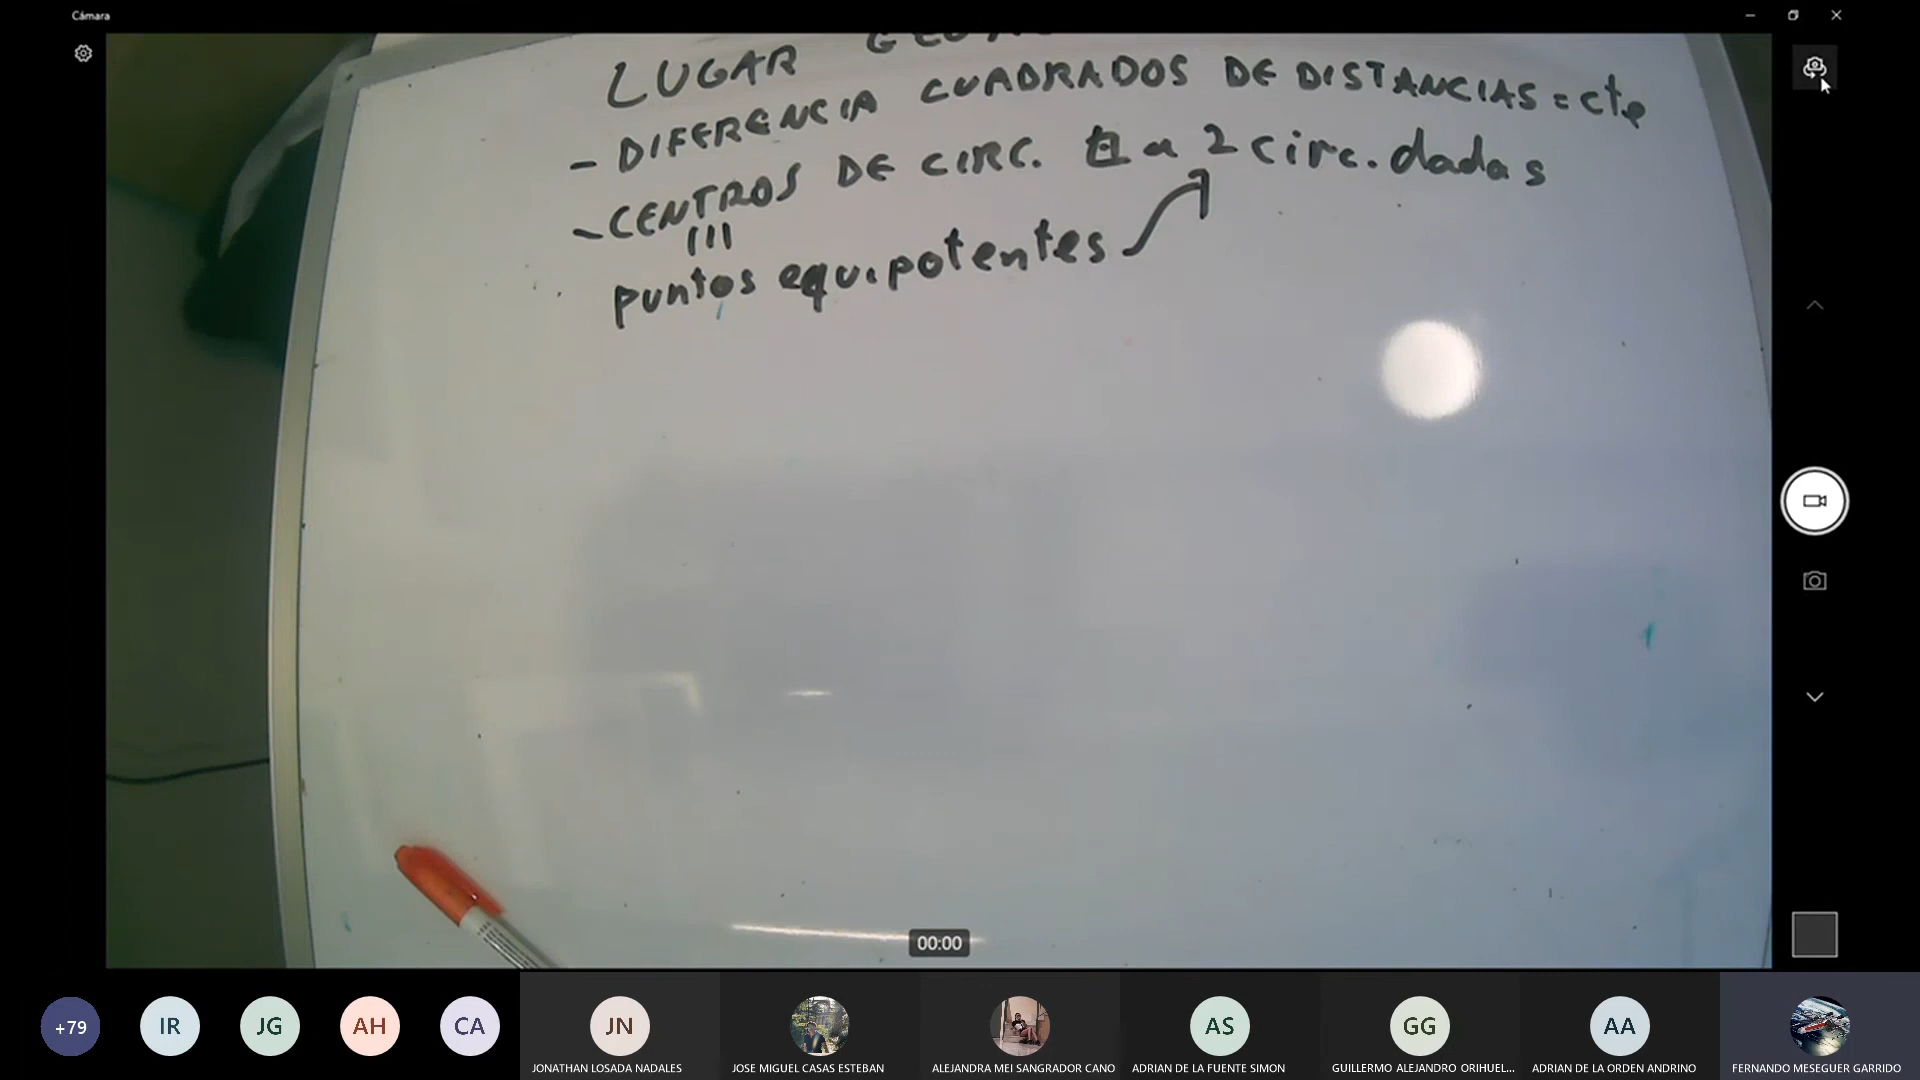 Cámara
LUGAR
- DIFERENCIA CUADRADOS DE DISTANCIAS = cte
- CENTROS DE CIRC. a 2 circ. dadas
puntos equipotentes
00:00
+79
IR
JG
AH
CA
JN
AS
GG
AA
JONATHAN LOSADA NADALES
JOSE MIGUEL CASAS ESTEBAN
ALEJANDRA MEI SANGRADOR CANO
ADRIAN DE LA FUENTE SIMON
GUILLERMO ALEJANDRO ORIHUEL...
ADRIAN DE LA ORDEN ANDRINO
FERNANDO MESEGUER GARRIDO